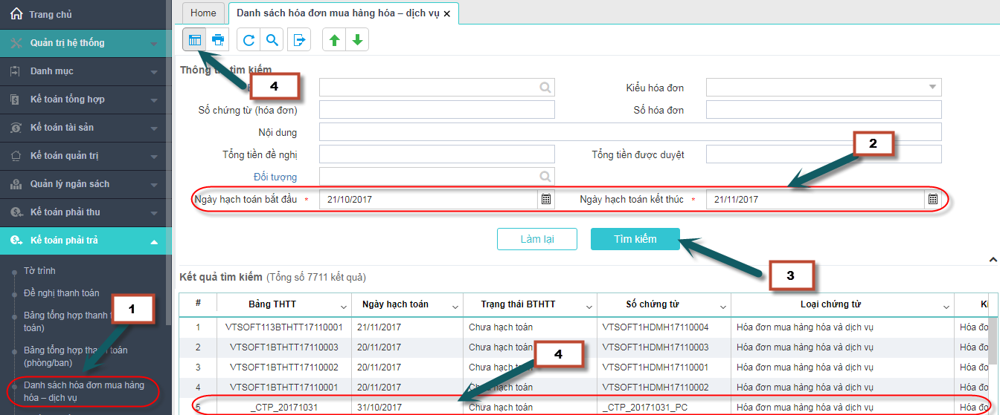 Trang chủ
Quản trị hệ thống
Danh mục
Kế toán tổng hợp
Kế toán tài sản
Kế toán quản trị
Quản lý ngân sách
Kế toán phải thu
Kế toán phải trả
Tờ trình
Đề nghị thanh toán
Bảng tổng hợp thanh
toán)
Bảng tổng hợp thanh toán
(phòng/ban)
Danh sách hóa đơn mua hàng
hóa – dịch vụ
1
Home
Danh sách hóa đơn mua hàng hóa – dịch vụ ×
Thông tin tìm kiếm
4
Kiểu hóa đơn
Số chứng từ (hóa đơn)
Số hóa đơn
Nội dung
2
Tổng tiền đề nghị
Tổng tiền được duyệt
Đối tượng
Ngày hạch toán bắt đầu * 21/10/2017
Ngày hạch toán kết thúc * 21/11/2017
Làm lại
Tìm kiếm
3
Kết quả tìm kiếm (Tổng số 7711 kết quả)
# Bảng THTT Ngày hạch toán Trạng thái BTHTT Số chứng từ Loại chứng từ
1 VTSOFT113BTHTT17110001 21/11/2017 Chưa hạch toán VTSOFT1HDMH17110004 Hóa đơn mua hàng hóa và dịch vụ Hóa đơn
2 VTSOFT1BTHTT17110003 20/11/2017 Chưa hạch toán VTSOFT1HDMH17110003 Hóa đơn mua hàng hóa và dịch vụ Hóa đơn
3 VTSOFT1BTHTT17110002 20/11/2017 Chưa hạch toán VTSOFT1HDMH17110001 Hóa đơn mua hàng hóa và dịch vụ Hóa đơn
4
4 VTSOFT1BTHTT17110001 20/11/2017 Chưa hạch toán VTSOFT1HDMH17110002 Hóa đơn mua hàng hóa và dịch vụ Hóa đơn
5 _CTP_20171031 31/10/2017 Chưa hạch toán _CTP_20171031_PC Hóa đơn mua hàng hóa và dịch vụ Hóa đơn